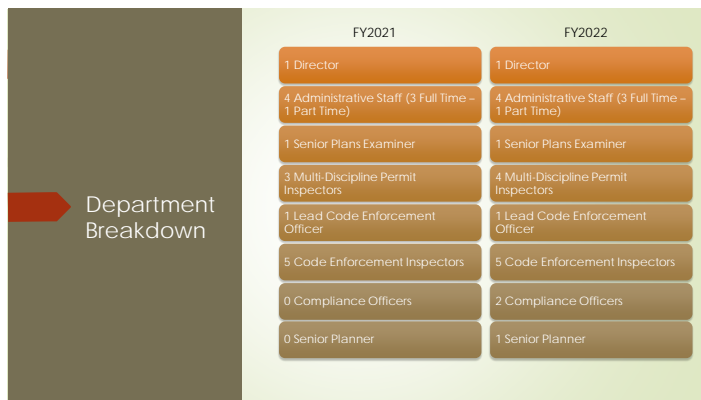 Department
Breakdown
FY2021
1 Director
4 Administrative Staff (3 Full Time –
1 Part Time)
1 Senior Plans Examiner
3 Multi-Discipline Permit
Inspectors
1 Lead Code Enforcement
Officer
5 Code Enforcement Inspectors
0 Compliance Officers
0 Senior Planner
FY2022
1 Director
4 Administrative Staff (3 Full Time –
1 Part Time)
1 Senior Plans Examiner
4 Multi-Discipline Permit
Inspectors
1 Lead Code Enforcement
Officer
5 Code Enforcement Inspectors
2 Compliance Officers
1 Senior Planner